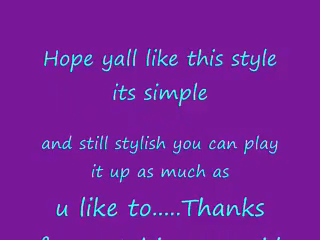 Hope yall like this style
its simple
and still stylish you can play
it up as much as
u like to.....Thanks